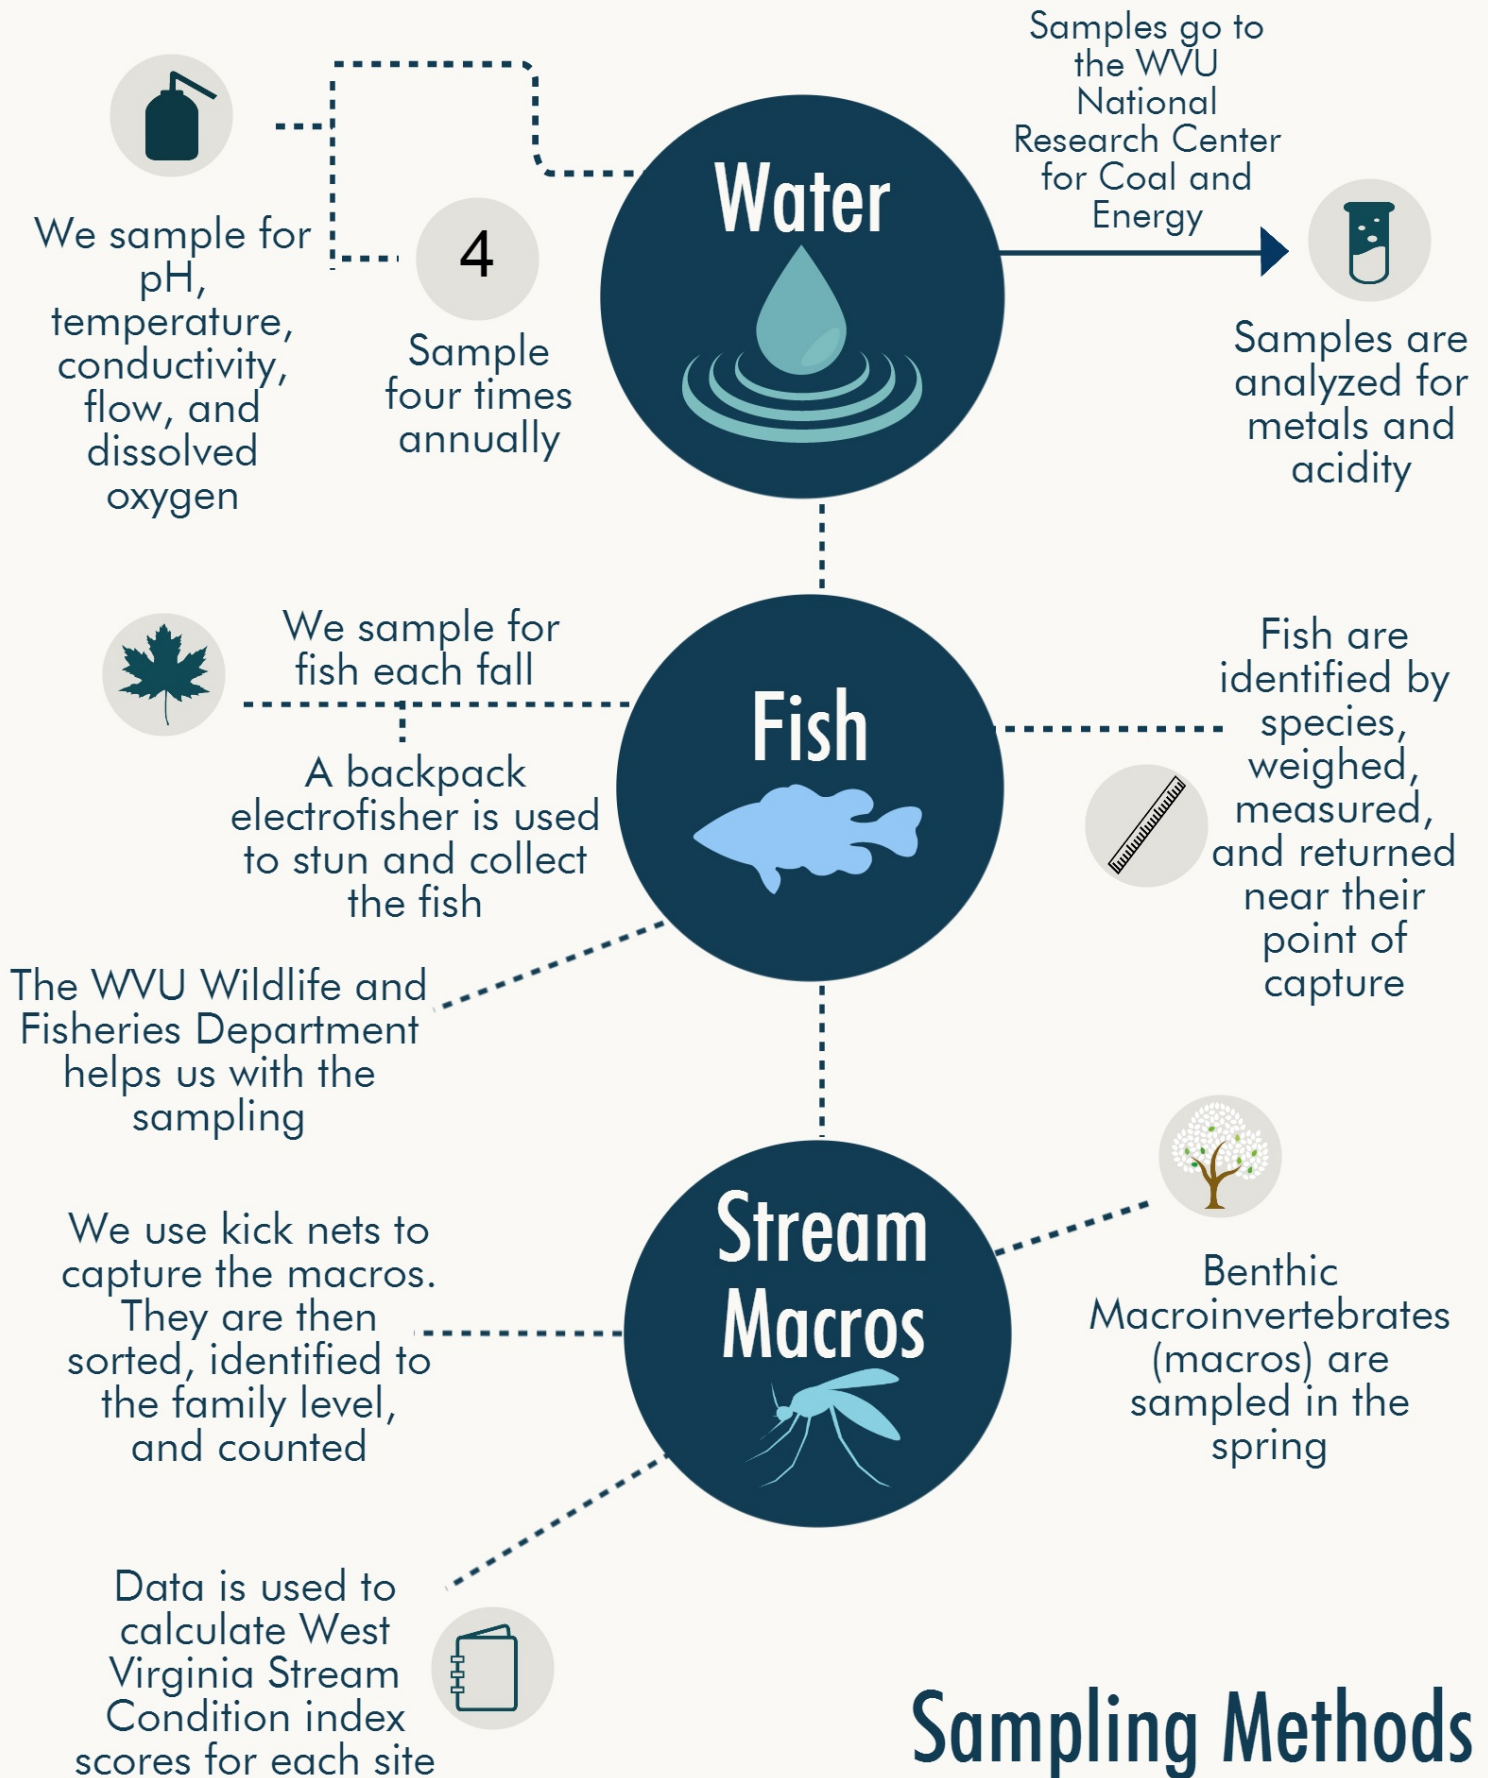 Samples go to
the WVU
National
Research Center
for Coal and
Energy
Water
We sample for
pH,
temperature,
conductivity,
flow, and
dissolved
oxygen
4
Sample
four times
annually
Samples are
analyzed for
metals and
acidity
Fish
We sample for
fish each fall
A backpack
electrofisher is used
to stun and collect
the fish
The WVU Wildlife and
Fisheries Department
helps us with the
sampling
Fish are
identified by
species,
weighed,
measured,
and returned
near their
point of
capture
Stream
Macros
We use kick nets to
capture the macros.
They are then
sorted, identified to
the family level,
and counted
Benthic
Macroinvertebrates
(macros) are
sampled in the
spring
Data is used to
calculate West
Virginia Stream
Condition index
scores for each site
Sampling Methods